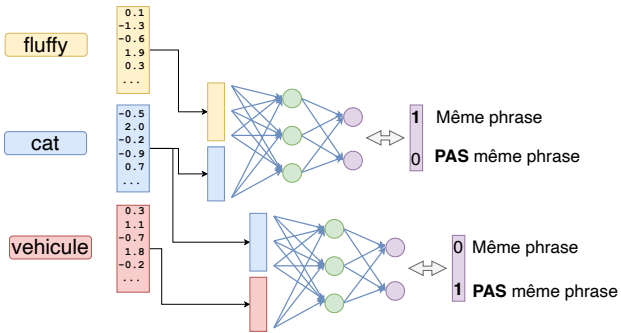 fluffy
0.1
-1.3
-0.6
1.9
0.3
...
cat
-0.5
2.0
-0.2
-0.9
0.7
...
vehicule
0.3
1.1
-0.7
1.8
-0.2
...
1 Même phrase
0 PAS même phrase
0 Même phrase
1 PAS même phrase